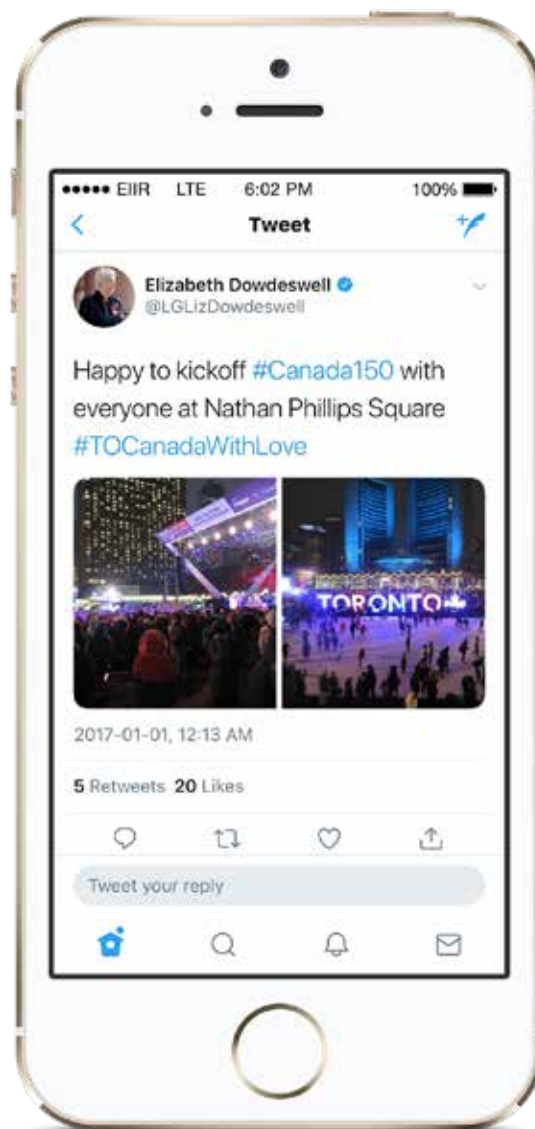 EIIR LTE 6:02 PM 100%
Tweet
Elizabeth Dowdeswell
@LGLizDowdeswell
Happy to kickoff #Canada150 with
everyone at Nathan Phillips Square
#TOCanadaWithLove
TORONTO
2017-01-01, 12:13 AM
5 Retweets 20 Likes
Tweet your reply